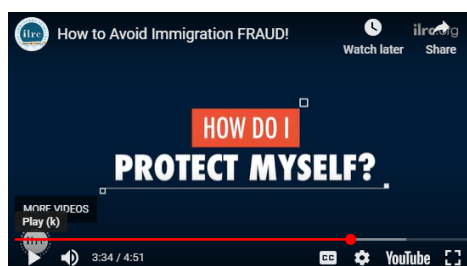 ilrc
How to Avoid Immigration FRAUD!
Watch later
Share
HOW DO I
PROTECT MYSELF?
MORE VIDEOS
Play (k)
3:34 / 4:51
CC
YouTube